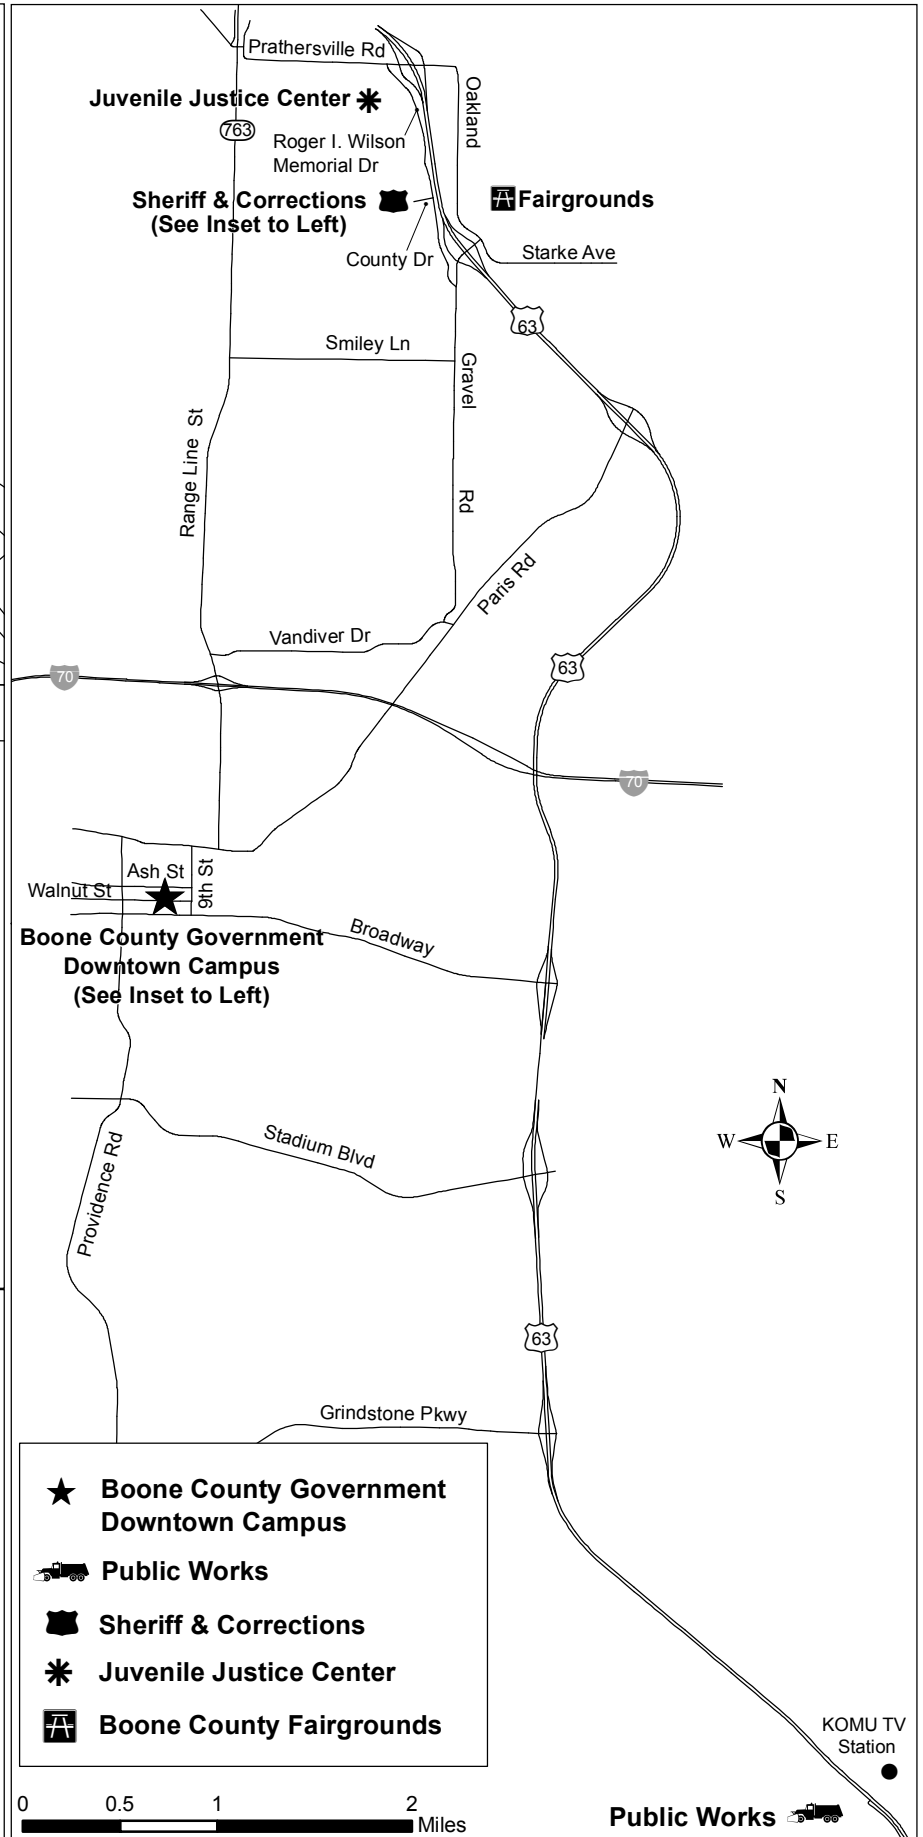 Prathersville Rd
Juvenile Justice Center
Oakland
763
Roger I. Wilson
Memorial Dr
Sheriff & Corrections
(See Inset to Left)
Fairgrounds
County Dr
Starke Ave
63
Smiley Ln
Gravel
Range Line St
Rd
Paris Rd
Vandiver Dr
63
70
70
Ash St
9th St
Walnut St
Broadway
Boone County Government
Downtown Campus
(See Inset to Left)
N
W
E
S
Stadium Blvd
Providence Rd
63
Grindstone Pkwy
Boone County Government
Downtown Campus
Public Works
Sheriff & Corrections
Juvenile Justice Center
Boone County Fairgrounds
KOMU TV
Station
0 0.5 1 2
Miles
Public Works